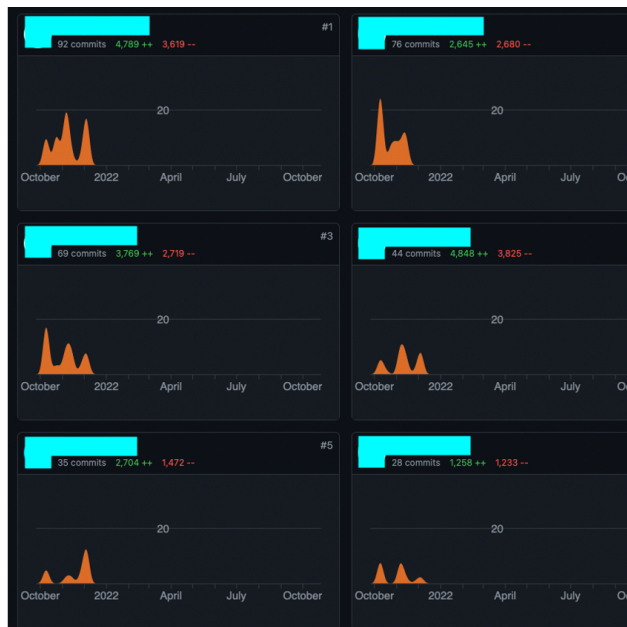 #1
92 commits 4,789 ++ 3,619 --
20
October 2022 April July October
76 commits 2,645 ++ 2,680 --
20
October 2022 April July Oc
#3
69 commits 3,769 ++ 2,719 --
20
October 2022 April July October
44 commits 4,848 ++ 3,825 --
20
October 2022 April July Oc
#5
35 commits 2,704 ++ 1,472 --
20
October 2022 April July October
28 commits 1,258 ++ 1,233 --
20
October 2022 April July Oc